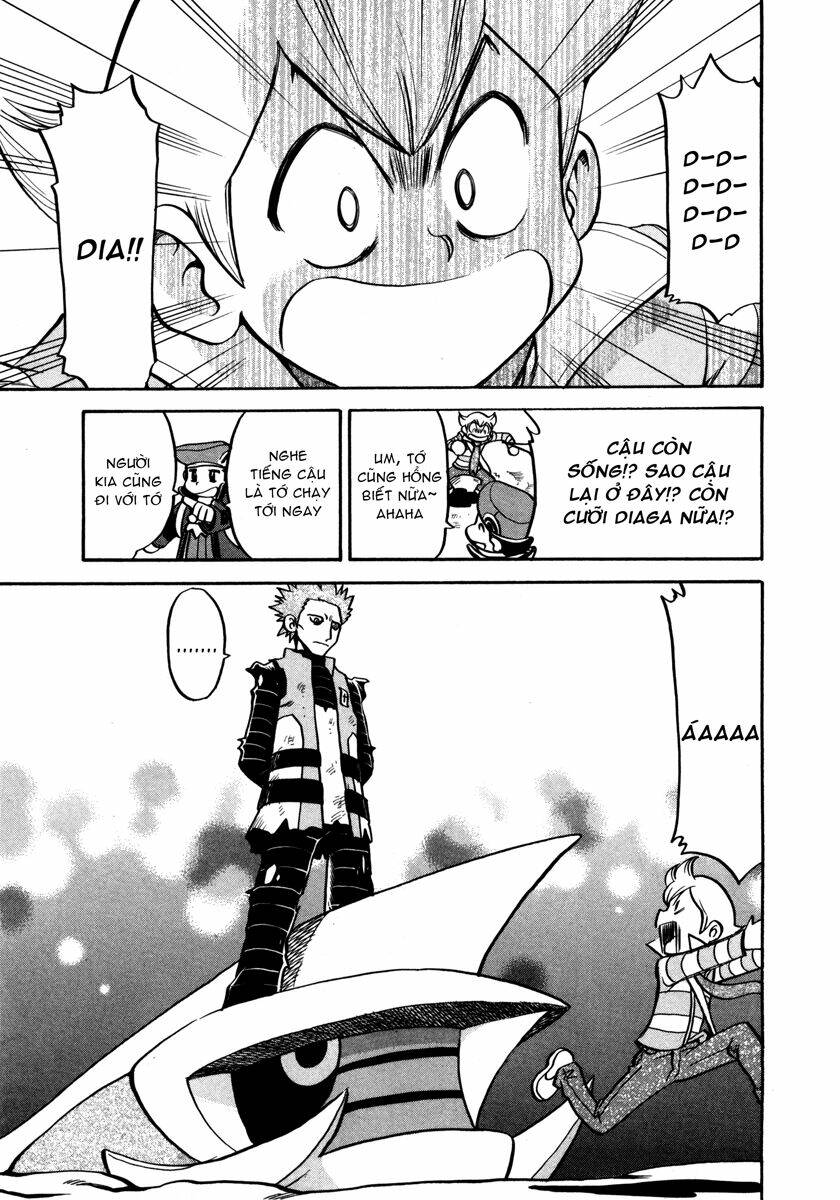 D-D-
D-D-
D-D-
D-D
DIA!!
CẬU CÒN
SỐNG!? SAO CẬU
LẠI Ở ĐÂY!? CÒN
CƯỠI DIAGA NỮA!?
UM, TỚ
CŨNG HỒNG
BIẾT NỮA~
AHAHA
NGHE
TIẾNG CẬU
LÀ TỚ CHẠY
TỚI NGAY
NGƯỜI
KIA CŨNG
ĐI VỚI TỚ
ÁAAAA
.......